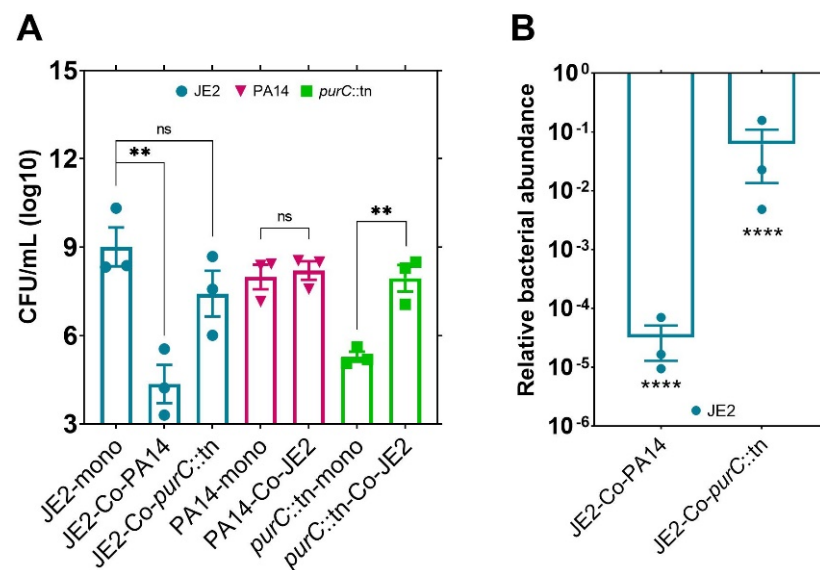 A
15
12
9
6
3
CFU/mL (log10)
JE2 PA14 purC::tn
ns
**
ns
**
JE2-mono
JE2-Co-PA14
JE2-Co-purC::tn
PA14-mono
PA14-Co-JE2
purC::tn-mono
purC::tn-Co-JE2
B
10⁰
10⁻¹
10⁻²
10⁻³
10⁻⁴
10⁻⁵
10⁻⁶
Relative bacterial abundance
****
****
JE2
JE2-Co-PA14
JE2-Co-purC::tn